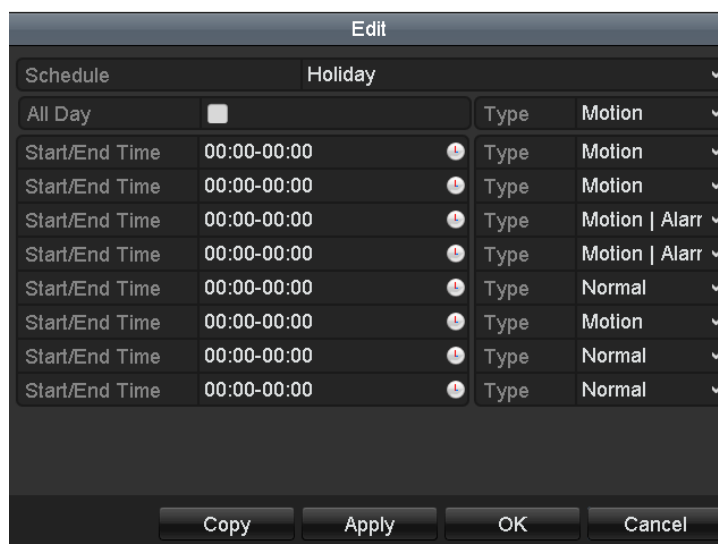 Edit
Schedule Holiday
All Day Type Motion
Start/End Time 00:00-00:00 Type Motion
Start/End Time 00:00-00:00 Type Motion
Start/End Time 00:00-00:00 Type Motion | Alarr
Start/End Time 00:00-00:00 Type Motion | Alarr
Start/End Time 00:00-00:00 Type Normal
Start/End Time 00:00-00:00 Type Motion
Start/End Time 00:00-00:00 Type Normal
Start/End Time 00:00-00:00 Type Normal
Copy Apply OK Cancel